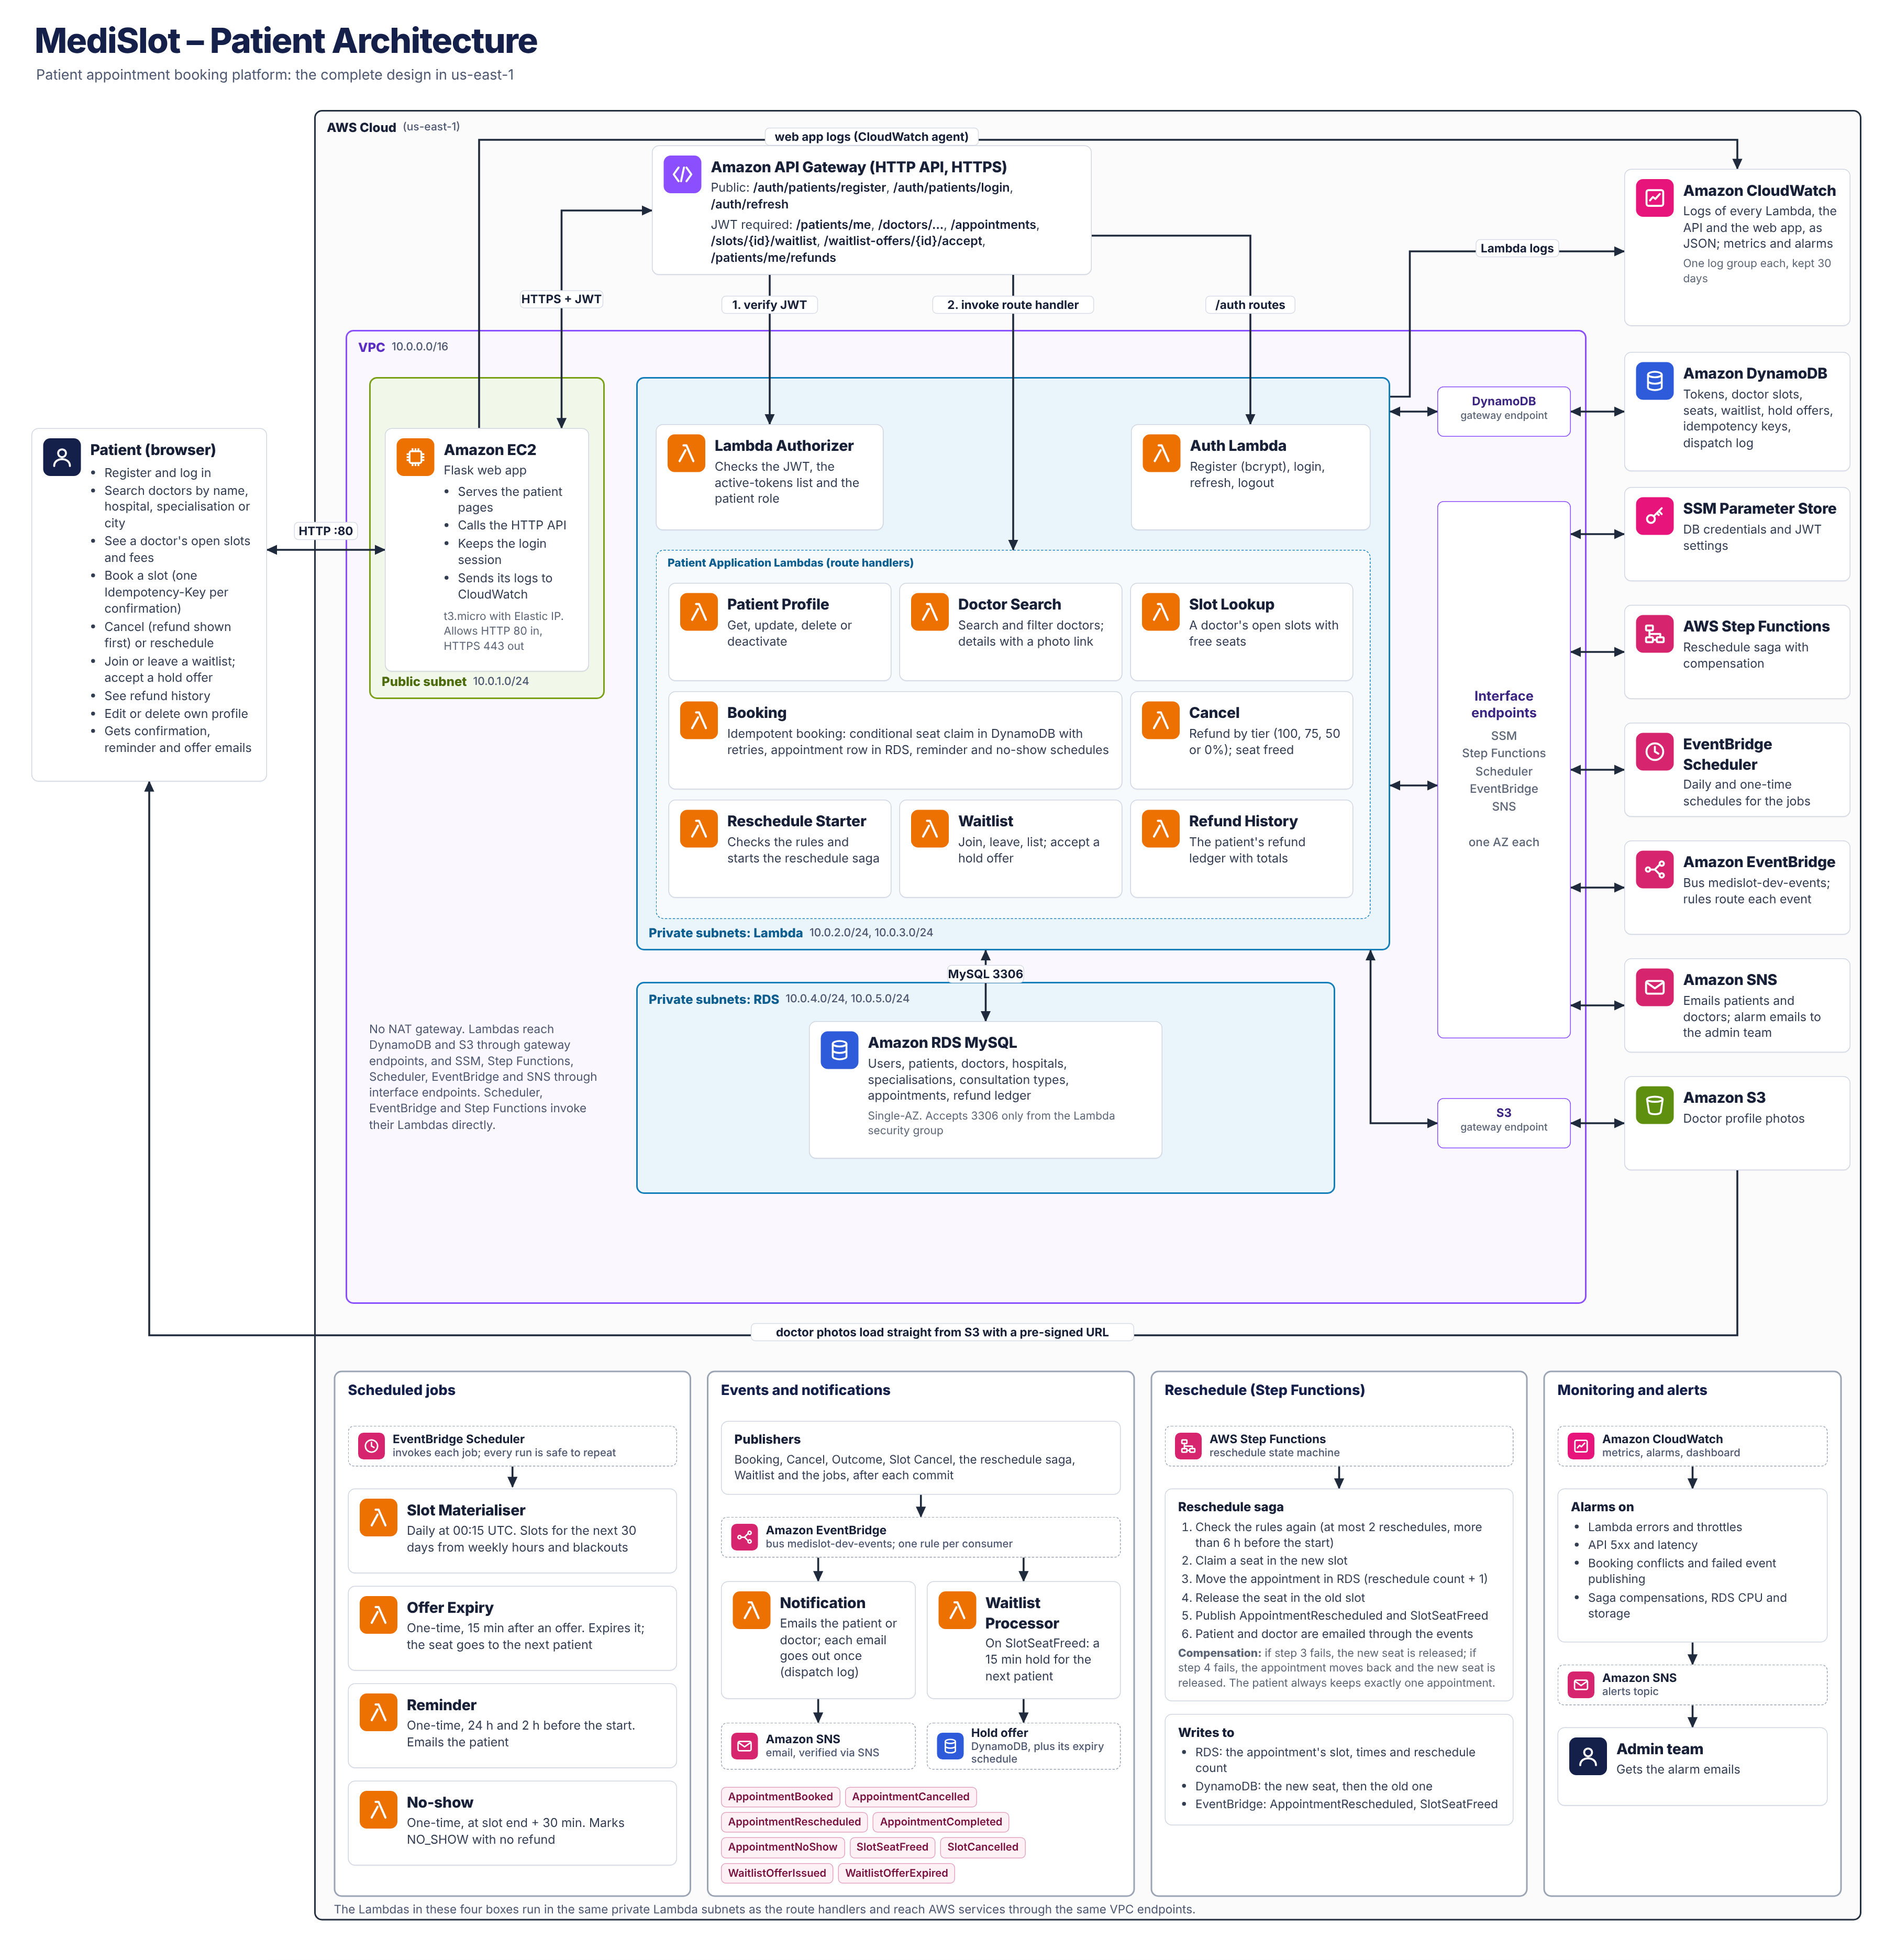 MediSlot – Patient Architecture
Patient appointment booking platform: the complete design in us-east-1
AWS Cloud (us-east-1)
web app logs (CloudWatch agent)
Amazon API Gateway (HTTP API, HTTPS)
Public: /auth/patients/register, /auth/patients/login,
/auth/refresh
JWT required: /patients/me, /doctors/..., /appointments,
/slots/{id}/waitlist, /waitlist-offers/{id}/accept,
/patients/me/refunds
Amazon CloudWatch
Logs of every Lambda, the
API and the web app, as
JSON; metrics and alarms
One log group each, kept 30
days
Lambda logs
HTTPS + JWT
1. verify JWT
2. invoke route handler
/auth routes
VPC 10.0.0.0/16
Patient (browser)
• Register and log in
• Search doctors by name,
hospital, specialisation or
city
• See a doctor's open slots
and fees
• Book a slot (one
Idempotency-Key per
confirmation)
• Cancel (refund shown
first) or reschedule
• Join or leave a waitlist;
accept a hold offer
• See refund history
• Edit or delete own profile
• Gets confirmation,
reminder and offer emails
HTTP :80
Amazon EC2
Flask web app
• Serves the patient
pages
• Calls the HTTP API
• Keeps the login
session
• Sends its logs to
CloudWatch
t3.micro with Elastic IP.
Allows HTTP 80 in,
HTTPS 443 out
Public subnet 10.0.1.0/24
Lambda Authorizer
Checks the JWT, the
active-tokens list and the
patient role
Auth Lambda
Register (bcrypt), login,
refresh, logout
Patient Application Lambdas (route handlers)
Patient Profile
Get, update, delete or
deactivate
Doctor Search
Search and filter doctors;
details with a photo link
Slot Lookup
A doctor's open slots with
free seats
Booking
Idempotent booking: conditional seat claim in DynamoDB with
retries, appointment row in RDS, reminder and no-show schedules
Cancel
Refund by tier (100, 75, 50
or 0%); seat freed
Reschedule Starter
Checks the rules and
starts the reschedule saga
Waitlist
Join, leave, list; accept a
hold offer
Refund History
The patient's refund
ledger with totals
Private subnets: Lambda 10.0.2.0/24, 10.0.3.0/24
MySQL 3306
Private subnets: RDS 10.0.4.0/24, 10.0.5.0/24
Amazon RDS MySQL
Users, patients, doctors, hospitals,
specialisations, consultation types,
appointments, refund ledger
Single-AZ. Accepts 3306 only from the Lambda
security group
No NAT gateway. Lambdas reach
DynamoDB and S3 through gateway
endpoints, and SSM, Step Functions,
Scheduler, EventBridge and SNS through
interface endpoints. Scheduler,
EventBridge and Step Functions invoke
their Lambdas directly.
DynamoDB
gateway endpoint
Interface
endpoints
SSM
Step Functions
Scheduler
EventBridge
SNS
one AZ each
S3
gateway endpoint
Amazon DynamoDB
Tokens, doctor slots,
seats, waitlist, hold offers,
idempotency keys,
dispatch log
SSM Parameter Store
DB credentials and JWT
settings
AWS Step Functions
Reschedule saga with
compensation
EventBridge
Scheduler
Daily and one-time
schedules for the jobs
Amazon EventBridge
Bus medislot-dev-events;
rules route each event
Amazon SNS
Emails patients and
doctors; alarm emails to
the admin team
Amazon S3
Doctor profile photos
doctor photos load straight from S3 with a pre-signed URL
Scheduled jobs
EventBridge Scheduler
invokes each job; every run is safe to repeat
Slot Materialiser
Daily at 00:15 UTC. Slots for the next 30
days from weekly hours and blackouts
Offer Expiry
One-time, 15 min after an offer. Expires it;
the seat goes to the next patient
Reminder
One-time, 24 h and 2 h before the start.
Emails the patient
No-show
One-time, at slot end + 30 min. Marks
NO_SHOW with no refund
Events and notifications
Publishers
Booking, Cancel, Outcome, Slot Cancel, the reschedule saga,
Waitlist and the jobs, after each commit
Amazon EventBridge
bus medislot-dev-events; one rule per consumer
Notification
Emails the patient or
doctor; each email
goes out once
(dispatch log)
Waitlist
Processor
On SlotSeatFreed: a
15 min hold for the
next patient
Amazon SNS
email, verified via SNS
Hold offer
DynamoDB, plus its expiry
schedule
AppointmentBooked AppointmentCancelled
AppointmentRescheduled AppointmentCompleted
AppointmentNoShow SlotSeatFreed SlotCancelled
WaitlistOfferIssued WaitlistOfferExpired
Reschedule (Step Functions)
AWS Step Functions
reschedule state machine
Reschedule saga
1. Check the rules again (at most 2 reschedules, more
than 6 h before the start)
2. Claim a seat in the new slot
3. Move the appointment in RDS (reschedule count + 1)
4. Release the seat in the old slot
5. Publish AppointmentRescheduled and SlotSeatFreed
6. Patient and doctor are emailed through the events
Compensation: if step 3 fails, the new seat is released; if
step 4 fails, the appointment moves back and the new seat is
released. The patient always keeps exactly one appointment.
Writes to
• RDS: the appointment's slot, times and reschedule
count
• DynamoDB: the new seat, then the old one
• EventBridge: AppointmentRescheduled, SlotSeatFreed
Monitoring and alerts
Amazon CloudWatch
metrics, alarms, dashboard
Alarms on
• Lambda errors and throttles
• API 5xx and latency
• Booking conflicts and failed event
publishing
• Saga compensations, RDS CPU and
storage
Amazon SNS
alerts topic
Admin team
Gets the alarm emails
The Lambdas in these four boxes run in the same private Lambda subnets as the route handlers and reach AWS services through the same VPC endpoints.